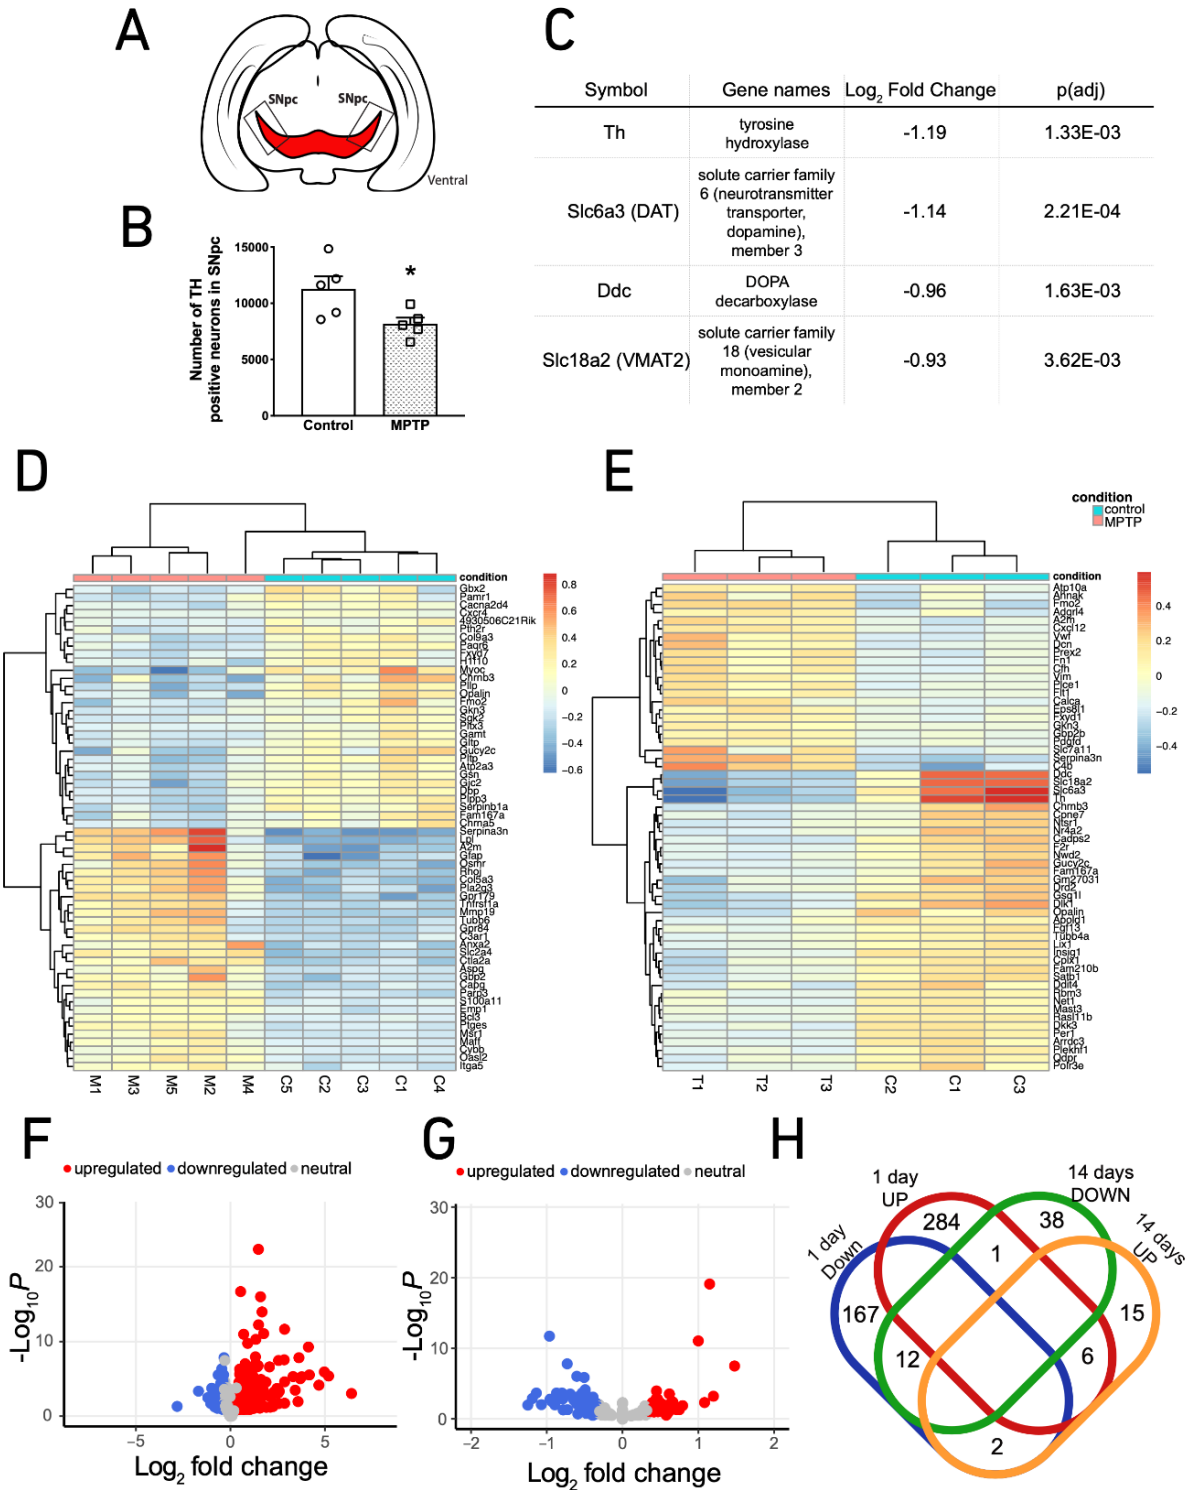 A
SNpc
SNpc
Ventral
B
Number of TH
positive neurons in SNpc
15000
10000
5000
0
*
Control
MPTP
C
Symbol
Gene names
Log2 Fold Change
p(adj)
Th
tyrosine
hydroxylase
-1.19
1.33E-03
Slc6a3 (DAT)
solute carrier family
6 (neurotransmitter
transporter,
dopamine),
member 3
-1.14
2.21E-04
Ddc
DOPA
decarboxylase
-0.96
1.63E-03
Slc18a2 (VMAT2)
solute carrier family
18 (vesicular
monoamine),
member 2
-0.93
3.62E-03
D
condition
Gbx2
Pamr1
Cacna2d4
Cxcr4
4930506C21Rik
Pth2r
Col9a3
Paqr6
Fxyd7
H1f10
Myoc
Chrnb3
Pllp
Opalin
Fmo2
Gkn3
Sgk2
PlTx3
Gamt
Gltp
Gucy2c
Pltp
Atp2a3
Gsn
Gjc2
Dbp
Plpp3
Serpinb1a
Fam167a
Chrna5
Serpina3n
Lpl
A2m
Gfap
Osmr
Rhoj
Col5a3
Pla2g3
Gpr179
Tnfrsf1a
Mmp19
Tubb6
Gpr84
C3ar1
Anxa2
Slc2a4
Ctla2a
Aspg
Gbp2
Capg
Parp3
S100a11
Emp1
Bcl3
Ptges
Msr1
Maff
Cybb
Oasl2
Itga5
M1
M3
M5
M2
M4
C5
C2
C3
C1
C4
0.8
0.6
0.4
0.2
0
−0.2
−0.4
−0.6
E
condition
control
MPTP
condition
Atp10a
Ahnak
Fmo2
Adgrl4
A2m
Cxcl12
Vwf
Dcn
Prex2
Fn1
Cfh
Vim
Plce1
Flt1
Calca
Eps8l1
Fxyd1
Gkn3
Gbp2b
Pdgfd
Slc7a11
Serpina3n
C4b
Ddc
Slc18a2
Slc6a3
Th
Chrnb3
Cpne7
Ntsr1
Nr4a2
Cadps2
F2r
Nwd2
Gucy2c
Fam167a
Gm27031
Drd2
Gsg1l
Dlk1
Opalin
Apold1
Fgf13
Tubb4a
Lix1
Insig1
Cplx1
Fam210b
Satb1
Ddit4
Rbm3
Net1
Mast3
Rasl11b
Dkk3
Per1
Arrdc3
Plekhf1
Qdpr
Polr3e
T1
T2
T3
C2
C1
C3
0.4
0.2
0
−0.2
−0.4
F
upregulated
downregulated
neutral
30
20
10
0
-Log10P
−5
0
5
Log2 fold change
G
upregulated
downregulated
neutral
30
20
10
0
-Log10P
−2
−1
0
1
2
Log2 fold change
H
1 day
Down
1 day
UP
14 days
DOWN
14 days
UP
284
38
1
167
15
12
6
2